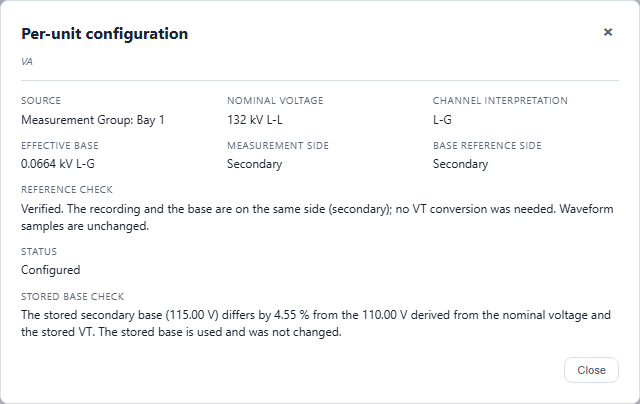 Per-unit configuration
×
VA
SOURCE
Measurement Group: Bay 1
NOMINAL VOLTAGE
132 kV L-L
CHANNEL INTERPRETATION
L-G
EFFECTIVE BASE
0.0664 kV L-G
MEASUREMENT SIDE
Secondary
BASE REFERENCE SIDE
Secondary
REFERENCE CHECK
Verified. The recording and the base are on the same side (secondary); no VT conversion was needed. Waveform
samples are unchanged.
STATUS
Configured
STORED BASE CHECK
The stored secondary base (115.00 V) differs by 4.55 % from the 110.00 V derived from the nominal voltage and
the stored VT. The stored base is used and was not changed.
Close